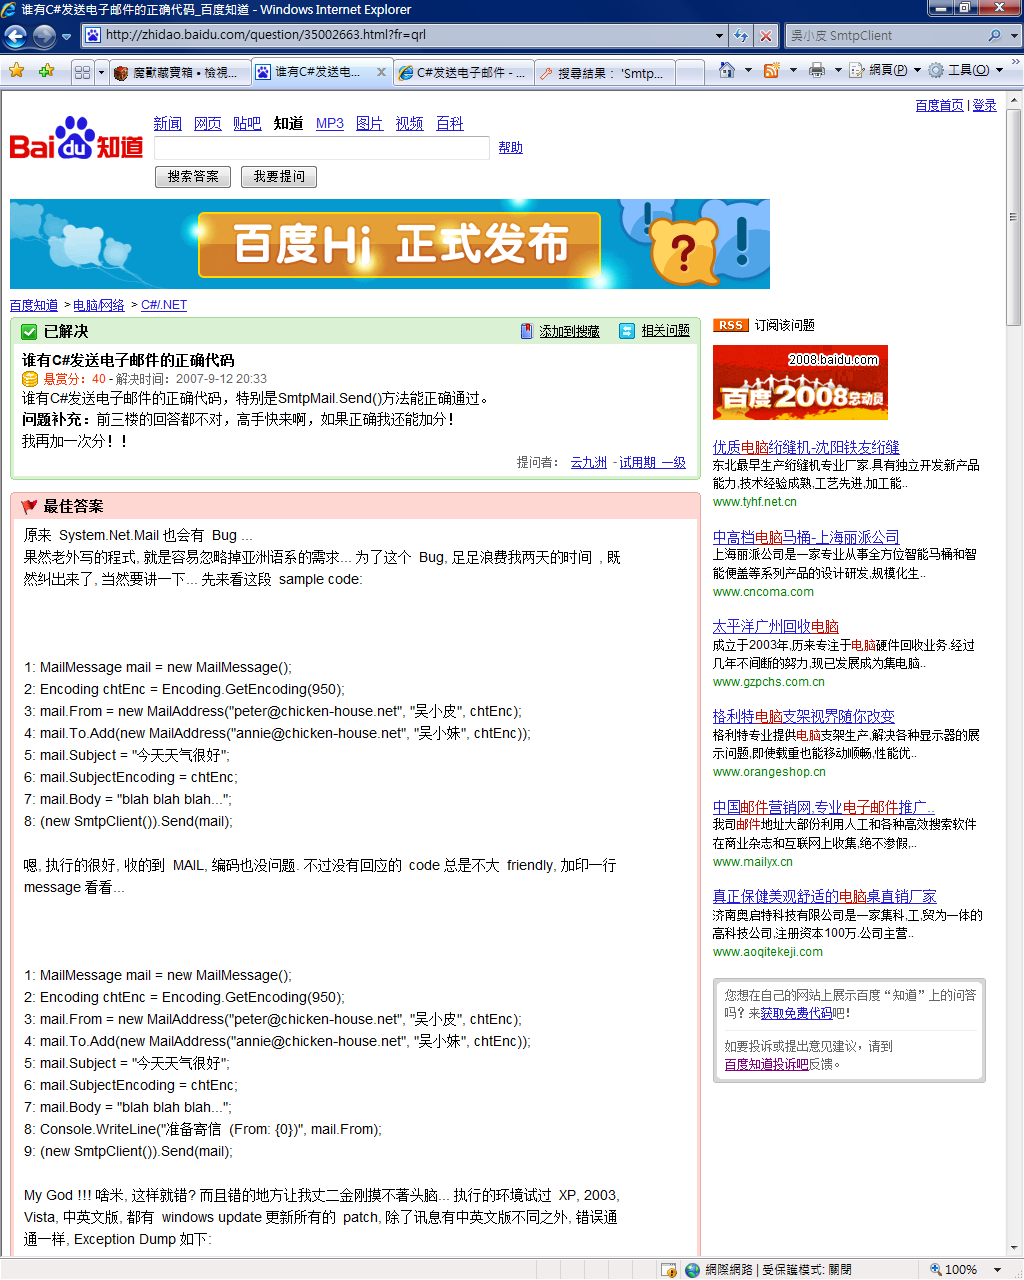 谁有C#发送电子邮件的正确代码_百度知道 - Windows Internet Explorer
http://zhidao.baidu.com/question/35002663.html?fr=qrl
吳小皮 SmtpClient
魔獸藏寶箱 • 檢視...
谁有C#发送电...
C#发送电子邮件 - ...
搜尋結果： 'Smtp...
網頁(P)
工具(O)
百度首页 | 登录
Bai du 知道
新闻 网页 贴吧 知道 MP3 图片 视频 百科
帮助
搜索答案 我要提问
百度Hi 正式发布
百度知道 > 电脑/网络 > C#/.NET
已解决 添加到搜藏 相关问题
谁有C#发送电子邮件的正确代码
悬赏分：40 - 解决时间：2007-9-12 20:33
谁有C#发送电子邮件的正确代码，特别是SmtpMail.Send()方法能正确通过。
问题补充：前三楼的回答都不对，高手快来啊，如果正确我还能加分！
我再加一次分！！
提问者： 云九洲 - 试用期 一级
最佳答案
原来 System.Net.Mail 也会有 Bug ...
果然老外写的程式, 就是容易忽略掉亚洲语系的需求... 为了这个 Bug, 足足浪费我两天的时间 , 既
然纠出来了, 当然要讲一下... 先来看这段 sample code:
1: MailMessage mail = new MailMessage();
2: Encoding chtEnc = Encoding.GetEncoding(950);
3: mail.From = new MailAddress("peter@chicken-house.net", "吴小皮", chtEnc);
4: mail.To.Add(new MailAddress("annie@chicken-house.net", "吴小妹", chtEnc));
5: mail.Subject = "今天天气很好";
6: mail.SubjectEncoding = chtEnc;
7: mail.Body = "blah blah blah...";
8: (new SmtpClient()).Send(mail);
嗯, 执行的很好, 收的到 MAIL, 编码也没问题. 不过没有回应的 code 总是不大 friendly, 加印一行
message 看看...
1: MailMessage mail = new MailMessage();
2: Encoding chtEnc = Encoding.GetEncoding(950);
3: mail.From = new MailAddress("peter@chicken-house.net", "吴小皮", chtEnc);
4: mail.To.Add(new MailAddress("annie@chicken-house.net", "吴小妹", chtEnc));
5: mail.Subject = "今天天气很好";
6: mail.SubjectEncoding = chtEnc;
7: mail.Body = "blah blah blah...";
8: Console.WriteLine("准备寄信 (From: {0})", mail.From);
9: (new SmtpClient()).Send(mail);
My God !!! 啥米, 这样就错? 而且错的地方让我丈二金刚摸不著头脑... 执行的环境试过 XP, 2003,
Vista, 中英文版, 都有 windows update 更新所有的 patch, 除了讯息有中英文版不同之外, 错误通
通一样, Exception Dump 如下:
RSS 订阅该问题
2008.baidu.com
百度2008总动员
优质电脑绗缝机-沈阳铁友绗缝
东北最早生产绗缝机专业厂家.具有独立开发新产品
能力,技术经验成熟,工艺先进,加工能..
www.tyhf.net.cn
中高档电脑马桶-上海丽派公司
上海丽派公司是一家专业从事全方位智能马桶和智
能便盖等系列产品的设计研发,规模化生..
www.cncoma.com
太平洋广州回收电脑
成立于2003年,历来专注于电脑硬件回收业务.经过
几年不间断的努力,现己发展成为集电脑..
www.gzpchs.com.cn
格利特电脑支架视界随你改变
格利特专业提供电脑支架生产,解决各种显示器的展
示问题,即使载重也能移动顺畅,性能优..
www.orangeshop.cn
中国邮件营销网,专业电子邮件推广..
我司邮件地址大部份利用人工和各种高效搜索软件
在商业杂志和互联网上收集,绝不渗假,..
www.mailyx.cn
真正保健美观舒适的电脑桌直销厂家
济南奥启特科技有限公司是一家集科,工,贸为一体的
高科技公司,注册资本100万.公司主营..
www.aoqitekeji.com
您想在自己的网站上展示百度“知道”上的问答
吗？来获取免费代码吧！
如要投诉或提出意见建议，请到
百度知道投诉吧反馈。
網際網路 | 受保護模式: 關閉
100%